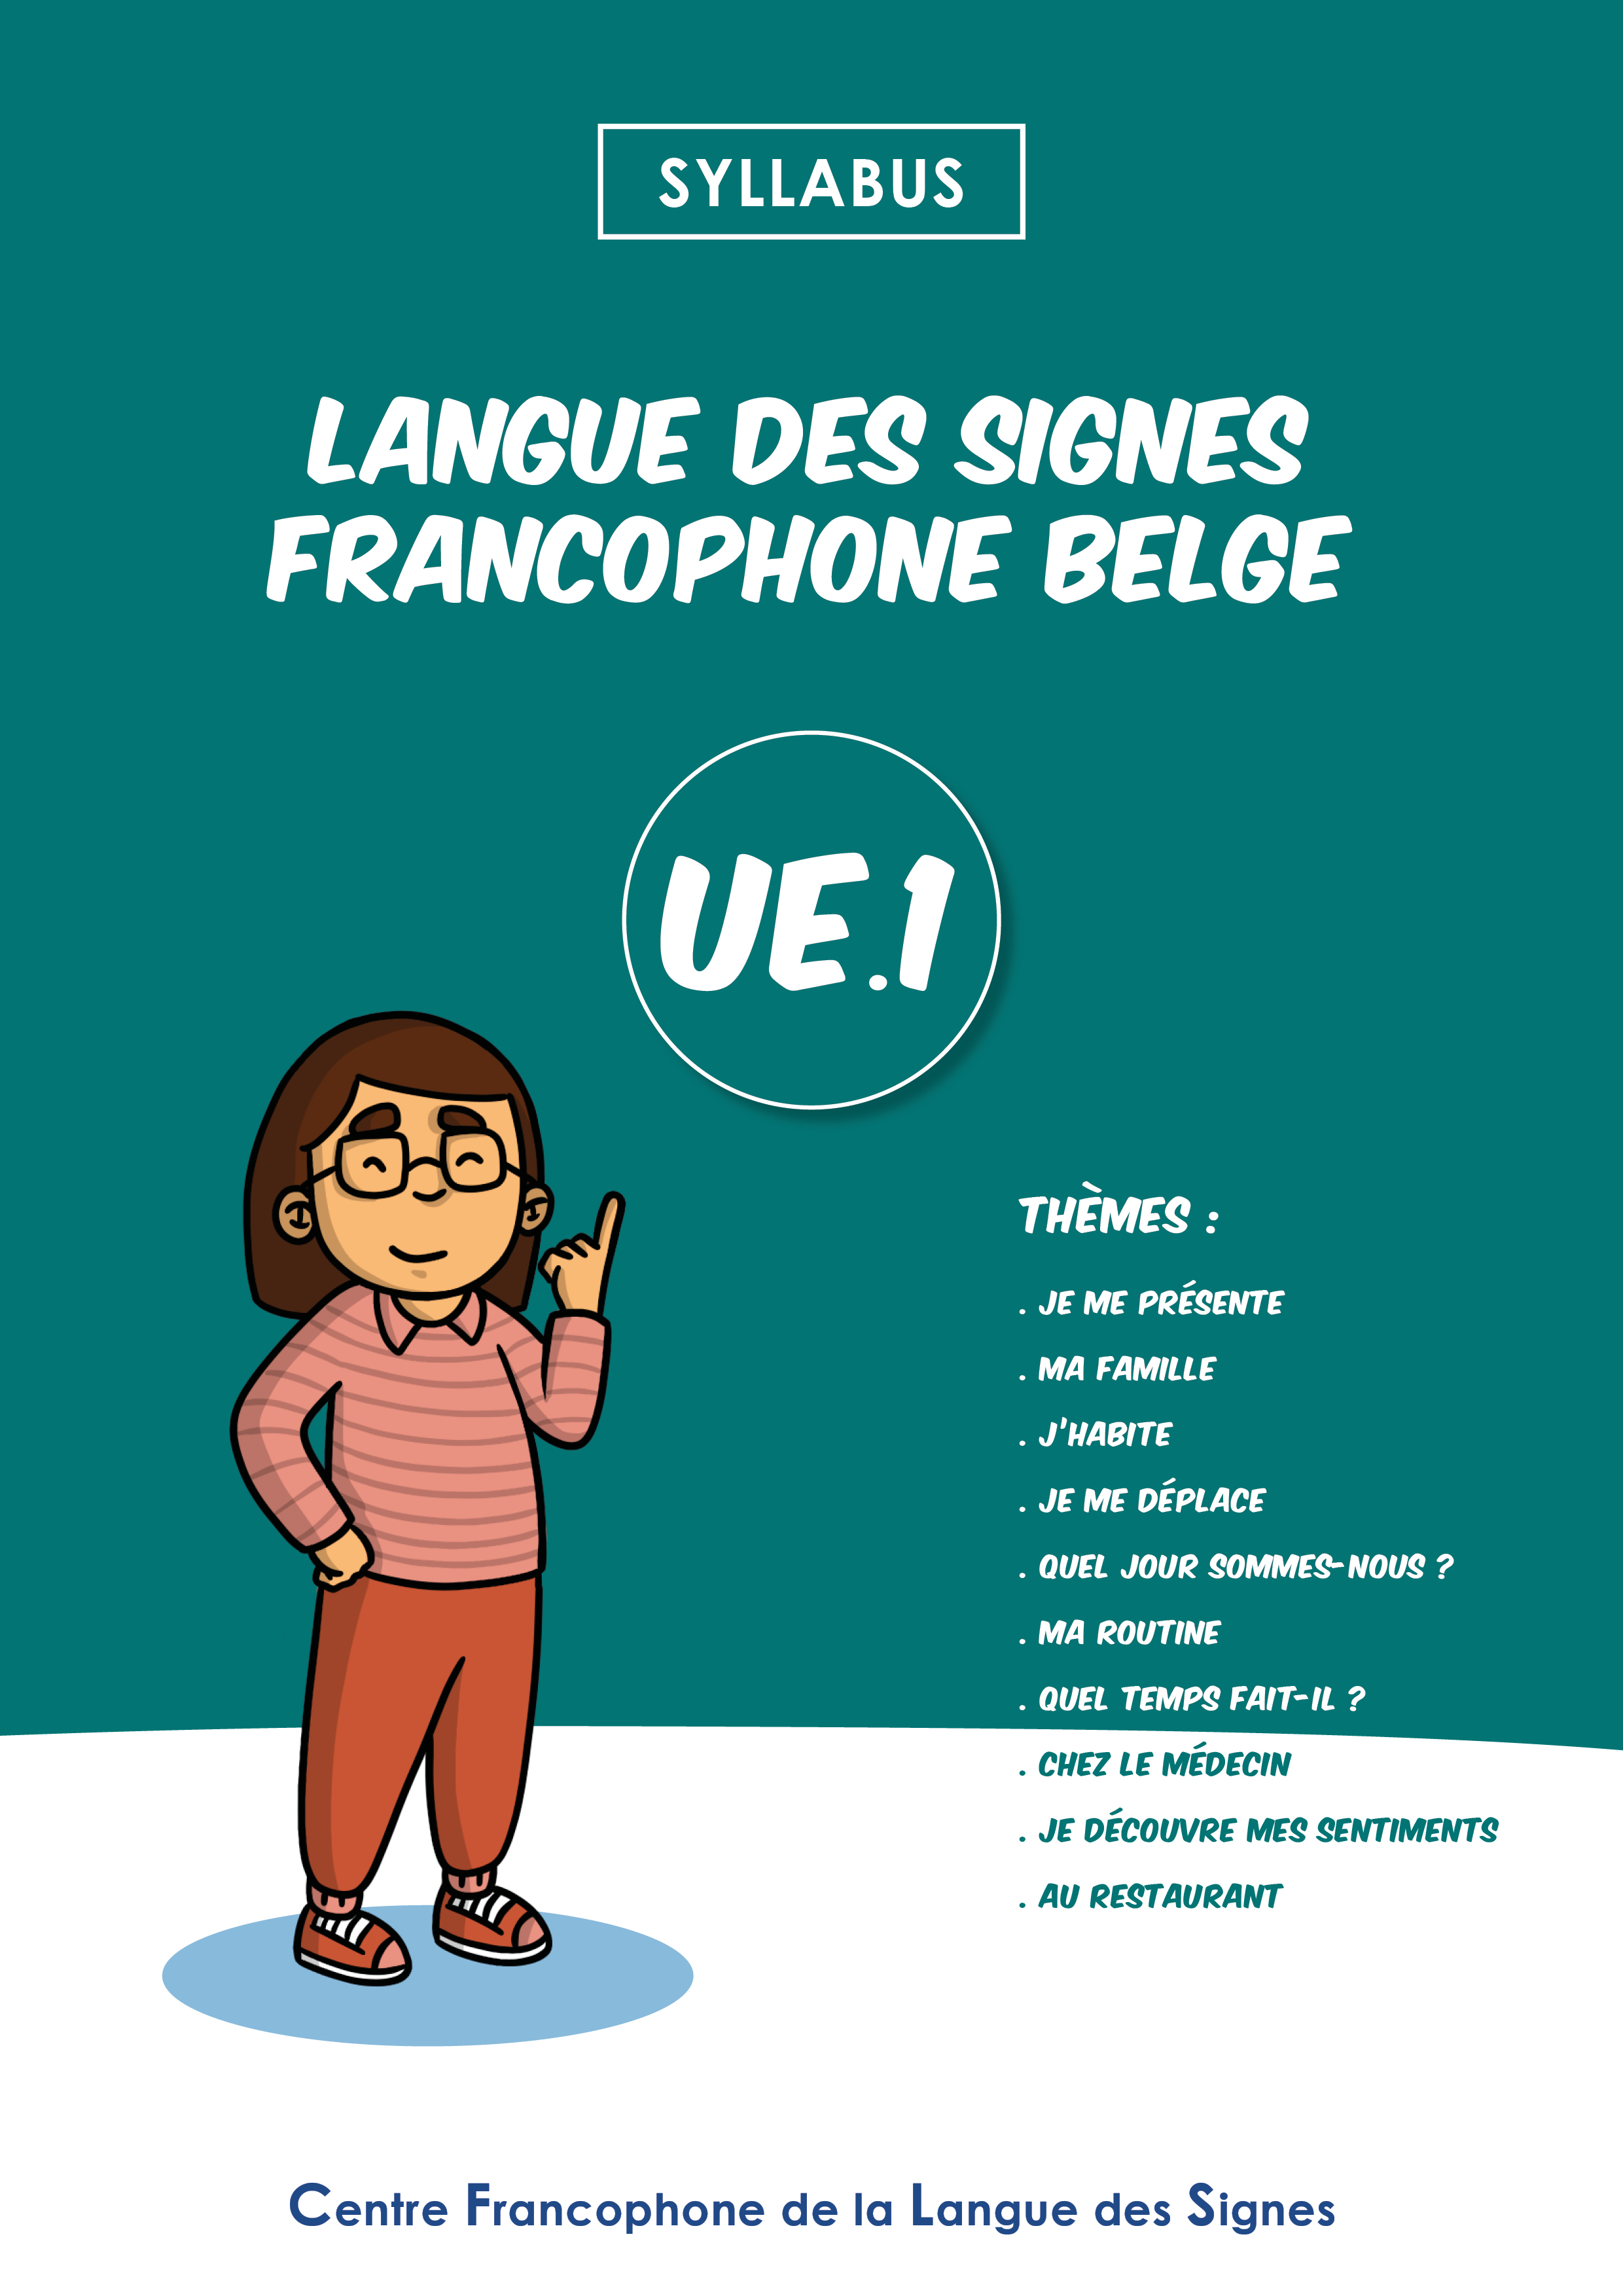 SYLLABUS
LANGUE DES SIGNES
FRANCOPHONE BELGE
UE.1
THÈMES :
. JE ME PRÉSENTE
. MA FAMILLE
. J'HABITE
. JE ME DÉPLACE
. QUEL JOUR SOMMES-NOUS ?
. MA ROUTINE
. QUEL TEMPS FAIT-IL ?
. CHEZ LE MÉDECIN
. JE DÉCOUVRE MES SENTIMENTS
. AU RESTAURANT
Centre Francophone de la Langue des Signes